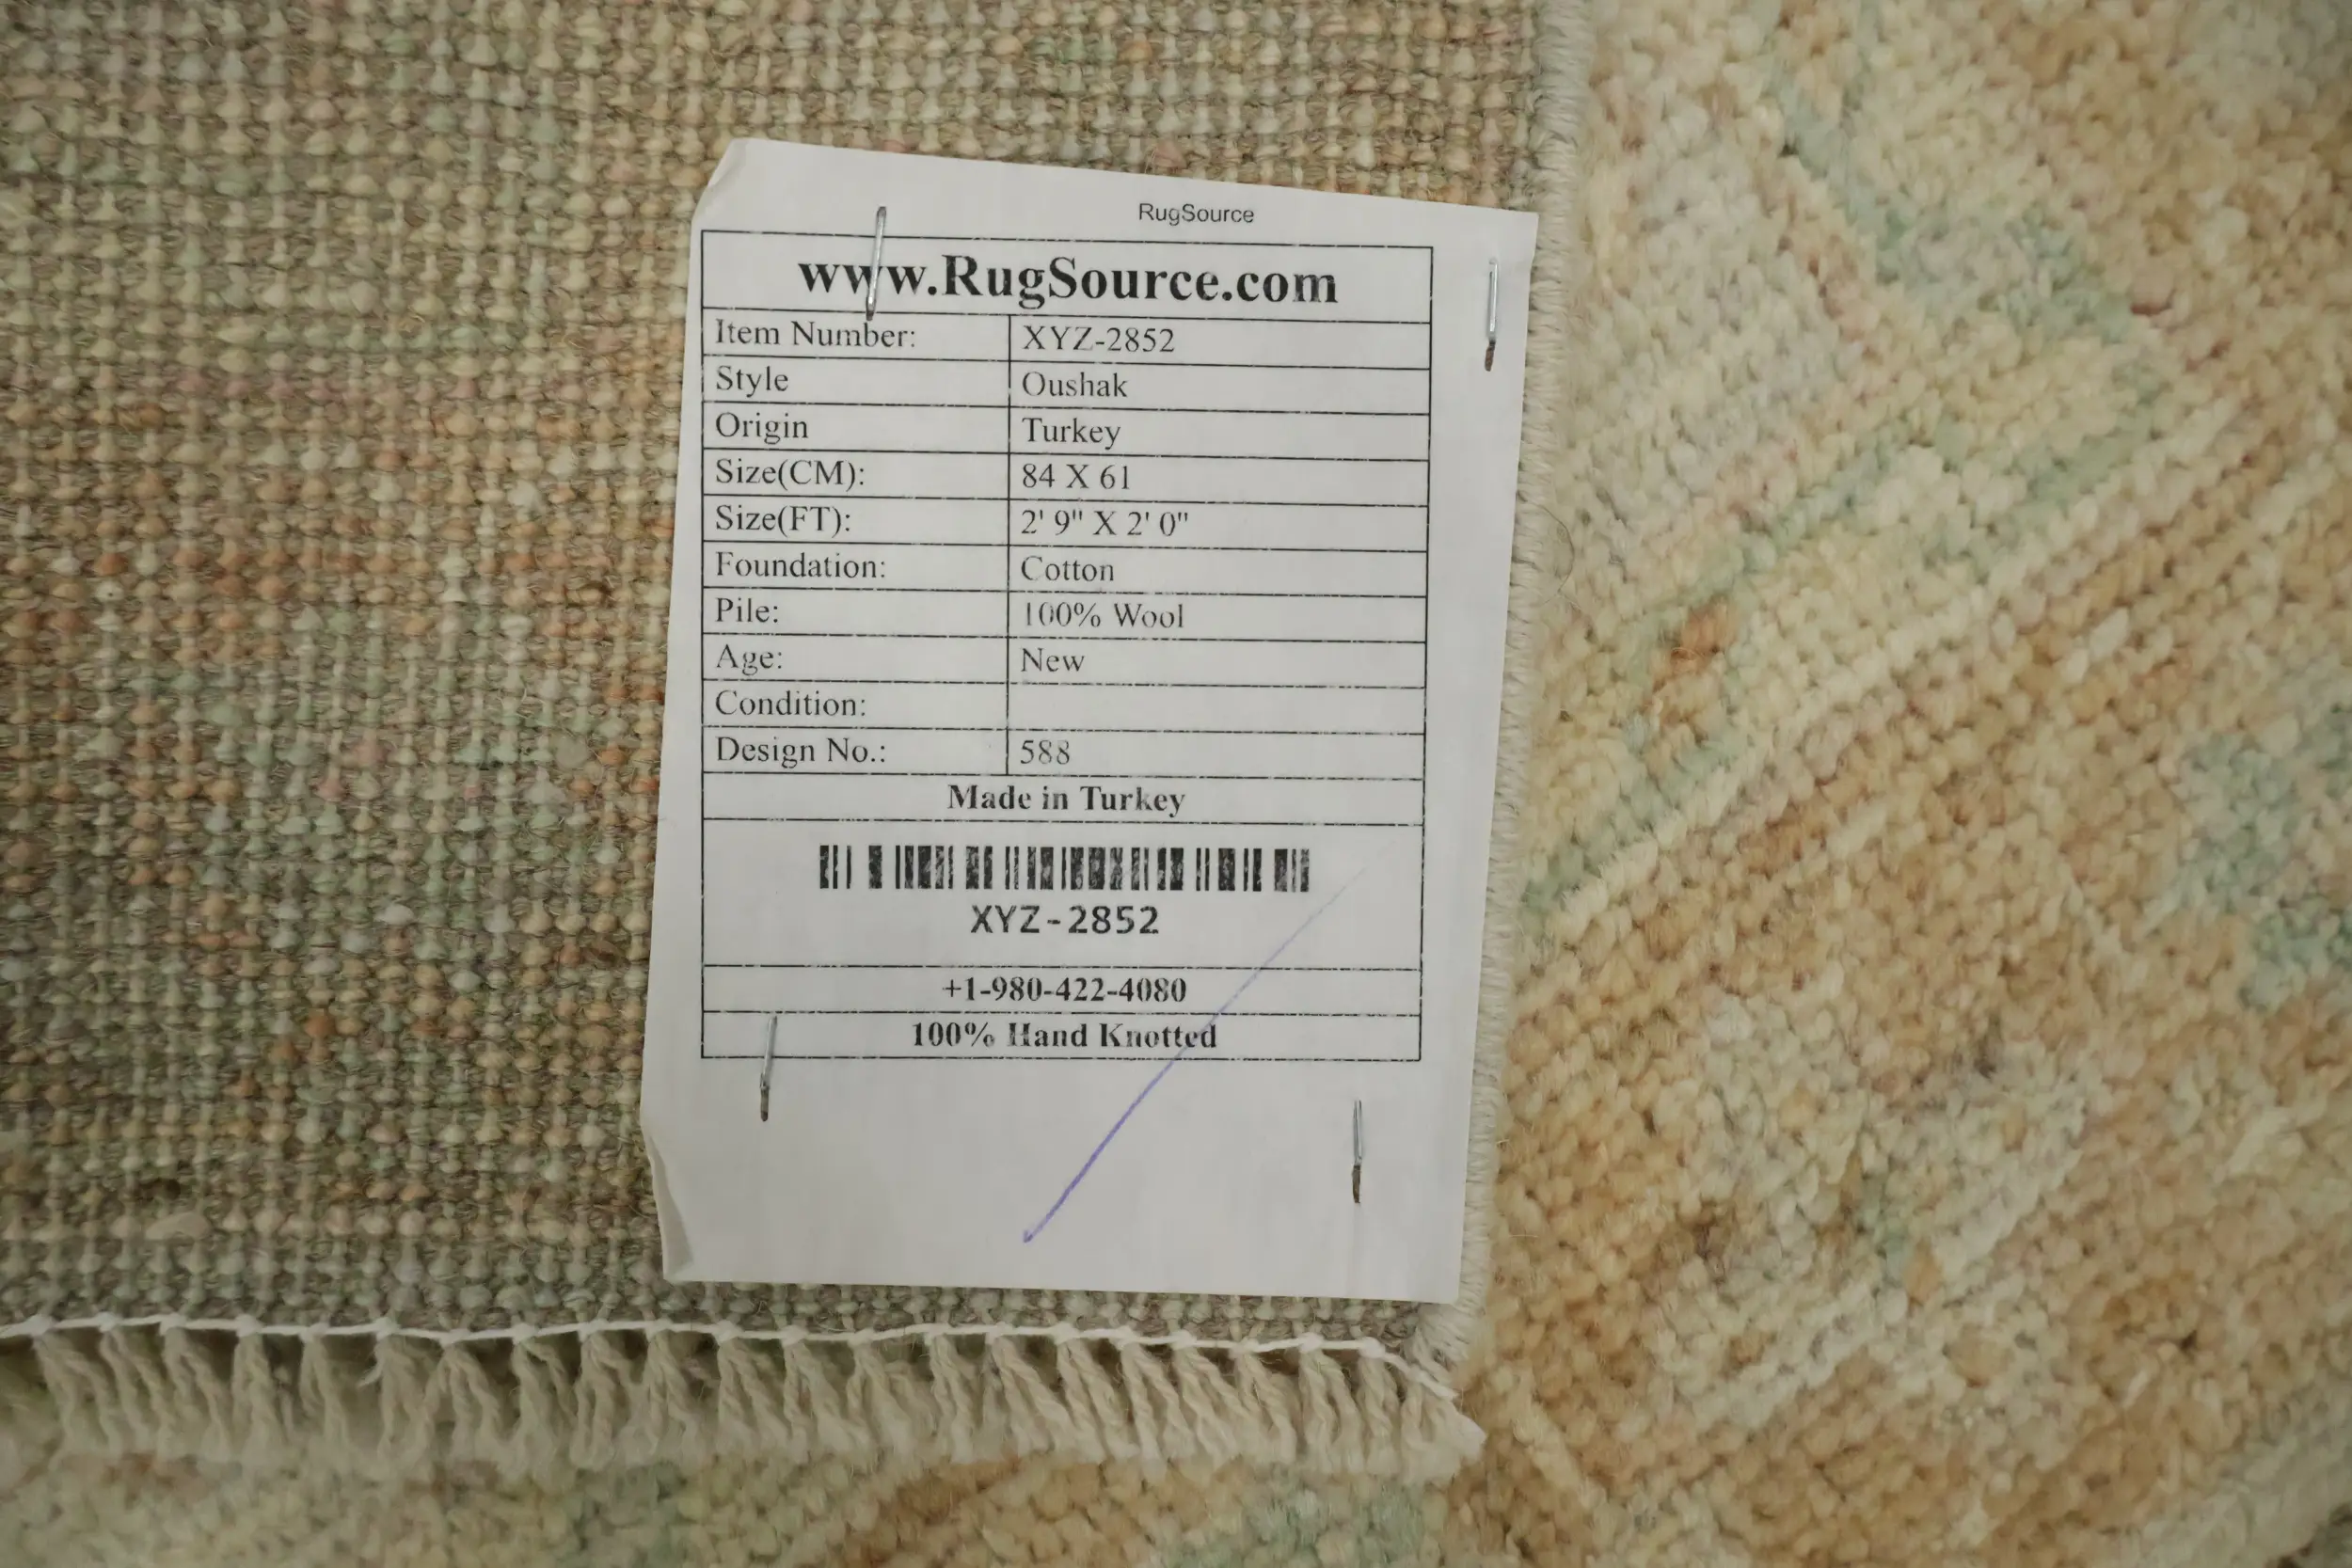 RugSource
www.RugSource.com
Item Number: XYZ-2852
Style Oushak
Origin Turkey
Size(CM): 84 X 61
Size(FT): 2' 9" X 2' 0"
Foundation: Cotton
Pile: 100% Wool
Age: New
Condition:
Design No.: 588
Made in Turkey
XYZ-2852
+1-980-422-4080
100% Hand Knotted